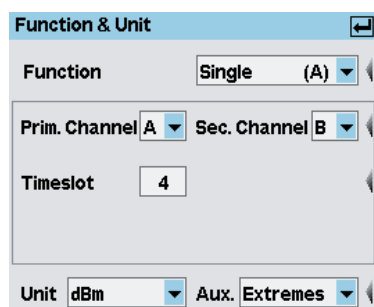 Function & Unit
Function Single (A)
Prim. Channel A Sec. Channel B
Timeslot 4
Unit dBm Aux. Extremes